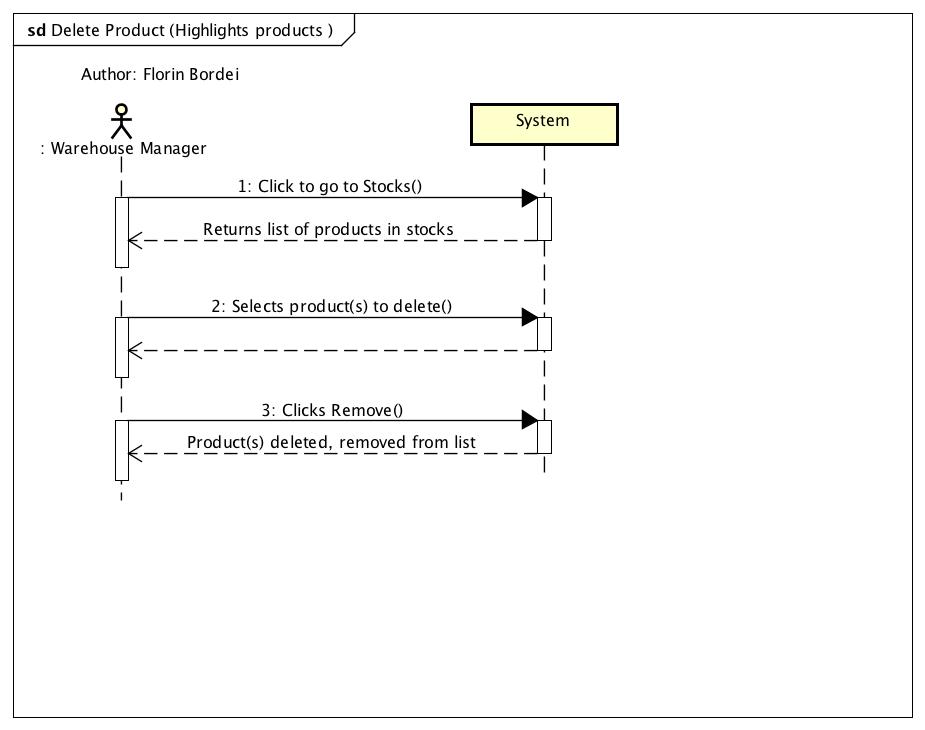 sd Delete Product (Highlights products )
Author: Florin Bordei
System
: Warehouse Manager
1: Click to go to Stocks()
Returns list of products in stocks
2: Selects product(s) to delete()
3: Clicks Remove()
Product(s) deleted, removed from list